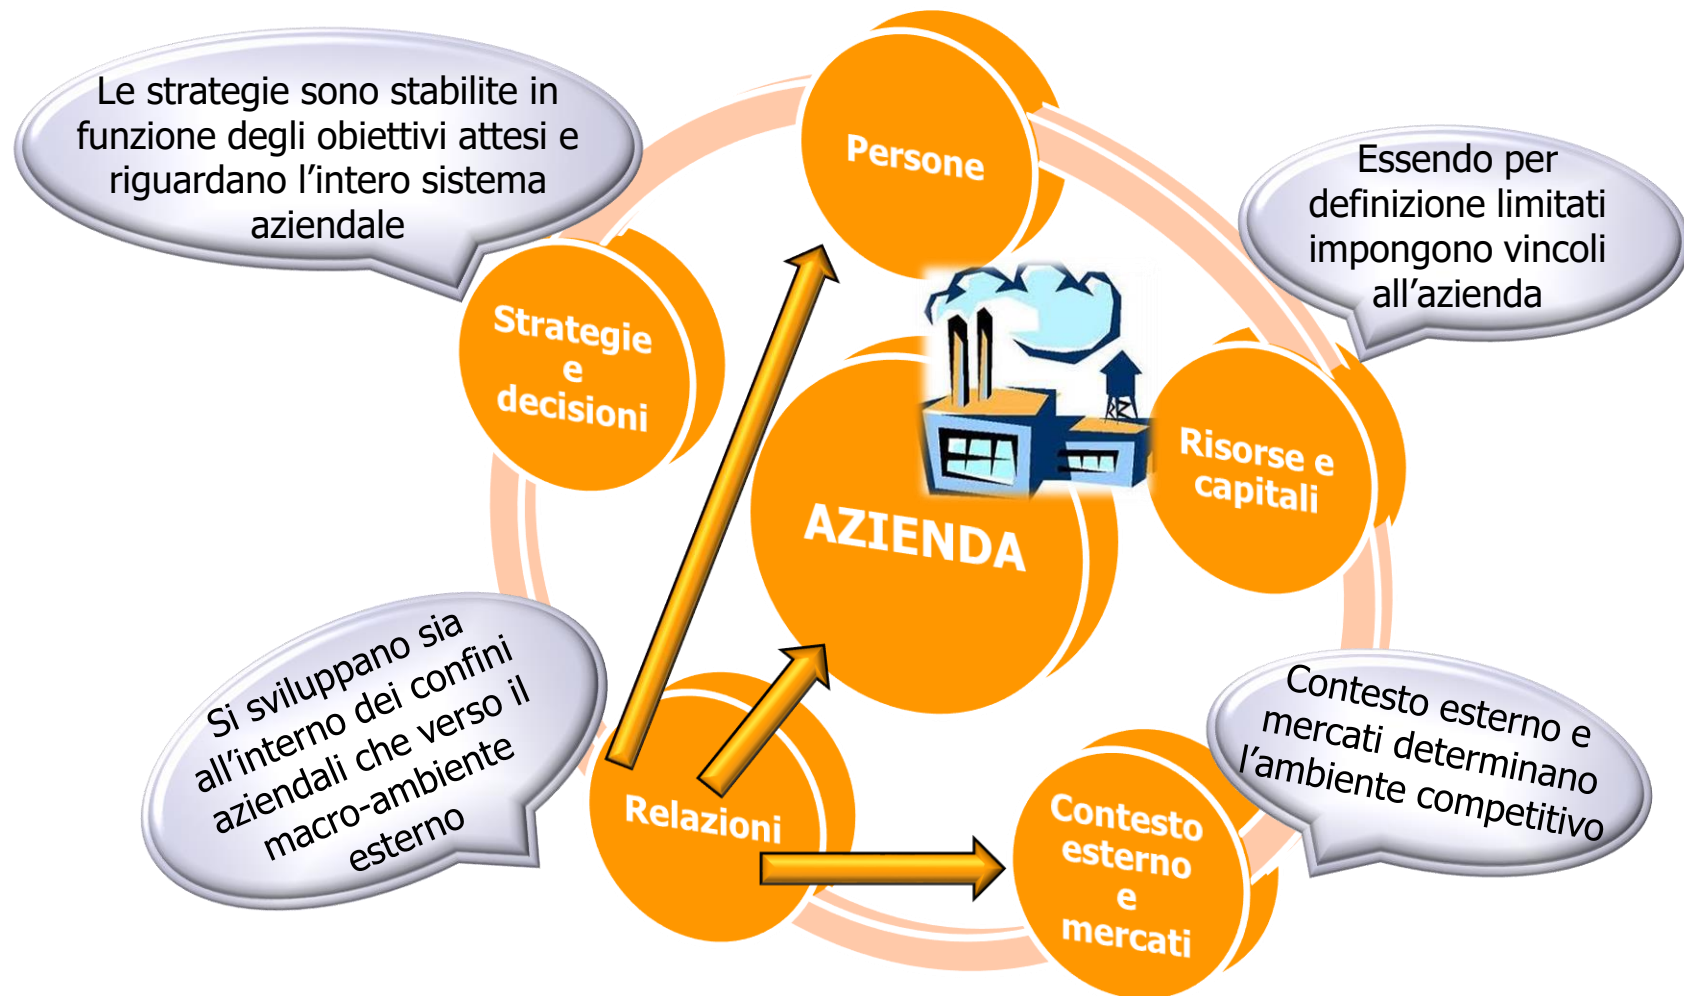 Le strategie sono stabilite in
funzione degli obiettivi attesi e
riguardano l'intero sistema
aziendale
Persone
Essendo per
definizione limitati
impongono vincoli
all'azienda
Strategie
e
decisioni
Risorse e
capitali
AZIENDA
Si sviluppano sia
all'interno dei confini
aziendali che verso il
macro-ambiente
esterno
Relazioni
Contesto
esterno
e
mercati
Contesto esterno e
mercati determinano
l'ambiente competitivo